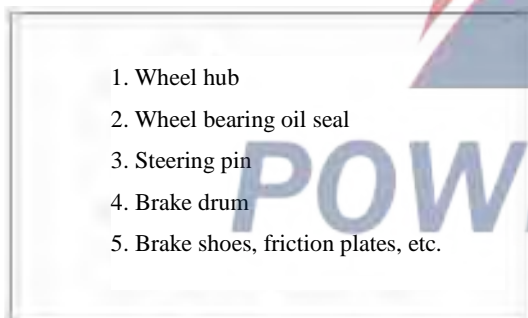 1. Wheel hub
2. Wheel bearing oil seal
3. Steering pin
4. Brake drum
5. Brake shoes, friction plates, etc.
POW